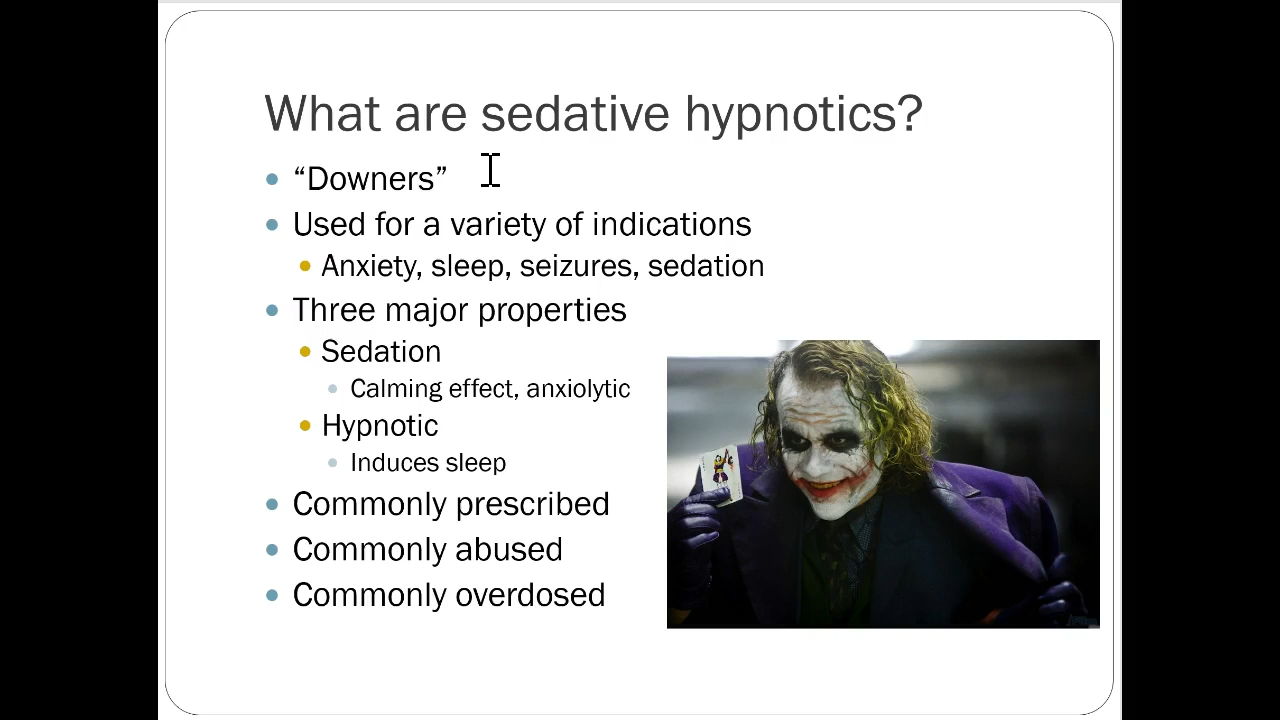 What are sedative hypnotics?
“Downers”
Used for a variety of indications
Anxiety, sleep, seizures, sedation
Three major properties
Sedation
Calming effect, anxiolytic
Hypnotic
Induces sleep
Commonly prescribed
Commonly abused
Commonly overdosed